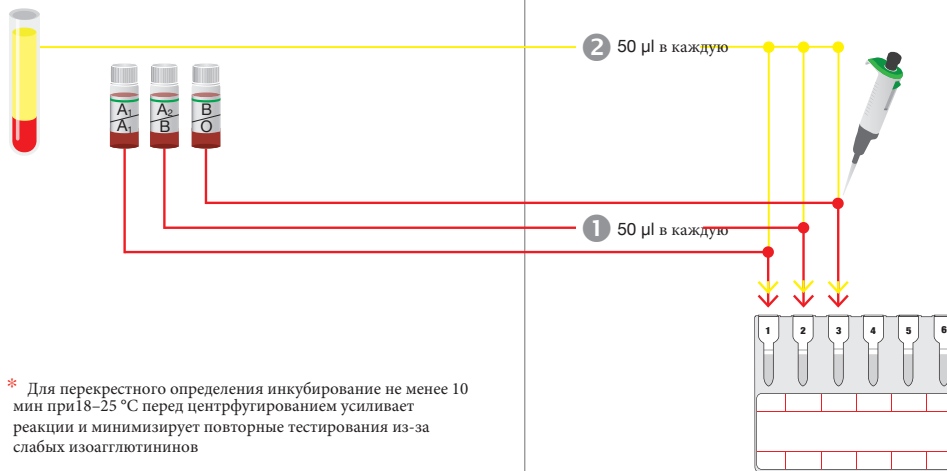 2 50 µl в каждую
A1 A2 B
A1 B O
1 50 µl в каждую
1 2 3 4 5 6
* Для перекрестного определения инкубирование не менее 10
мин при18–25 °C перед центрфугированием усиливает
реакции и минимизирует повторные тестирования из-за
слабых изоагглютининов